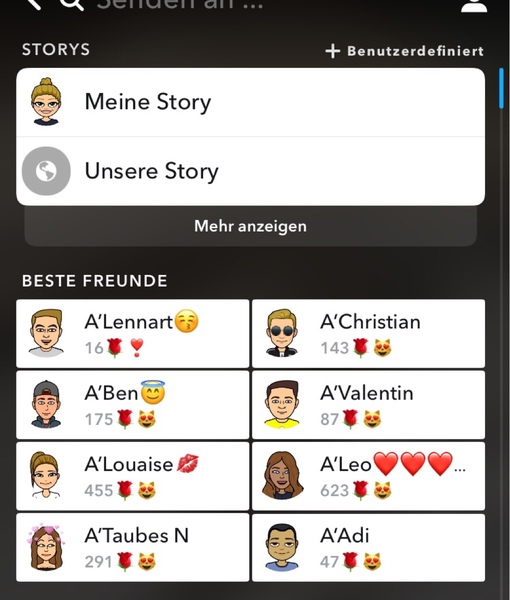 Senden an ...
STORYS
+ Benutzerdefiniert
Meine Story
Unsere Story
Mehr anzeigen
BESTE FREUNDE
A’Lennart😚
16🌹❣️
A’Christian
143🌹😻
A’Ben😇
175🌹😻
A’Valentin
87🌹😻
A’Louaise💋
455🌹😻
A’Leo❤️❤️❤️...
623🌹😻
A’Taubes N
291🌹😻
A’Adi
47🌹😻